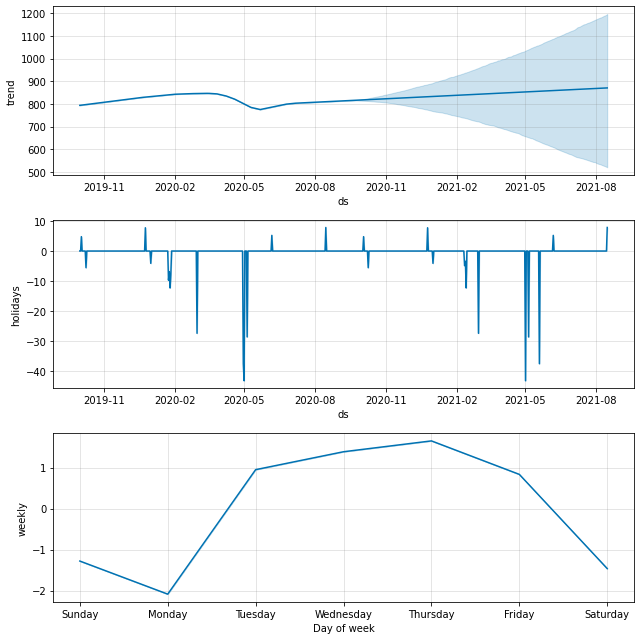 1200
1100
1000
900
800
700
600
500
trend
2019-11 2020-02 2020-05 2020-08 2020-11 2021-02 2021-05 2021-08
ds
10
0
−10
−20
−30
−40
holidays
2019-11 2020-02 2020-05 2020-08 2020-11 2021-02 2021-05 2021-08
ds
1
0
−1
−2
weekly
Sunday Monday Tuesday Wednesday Thursday Friday Saturday
Day of week